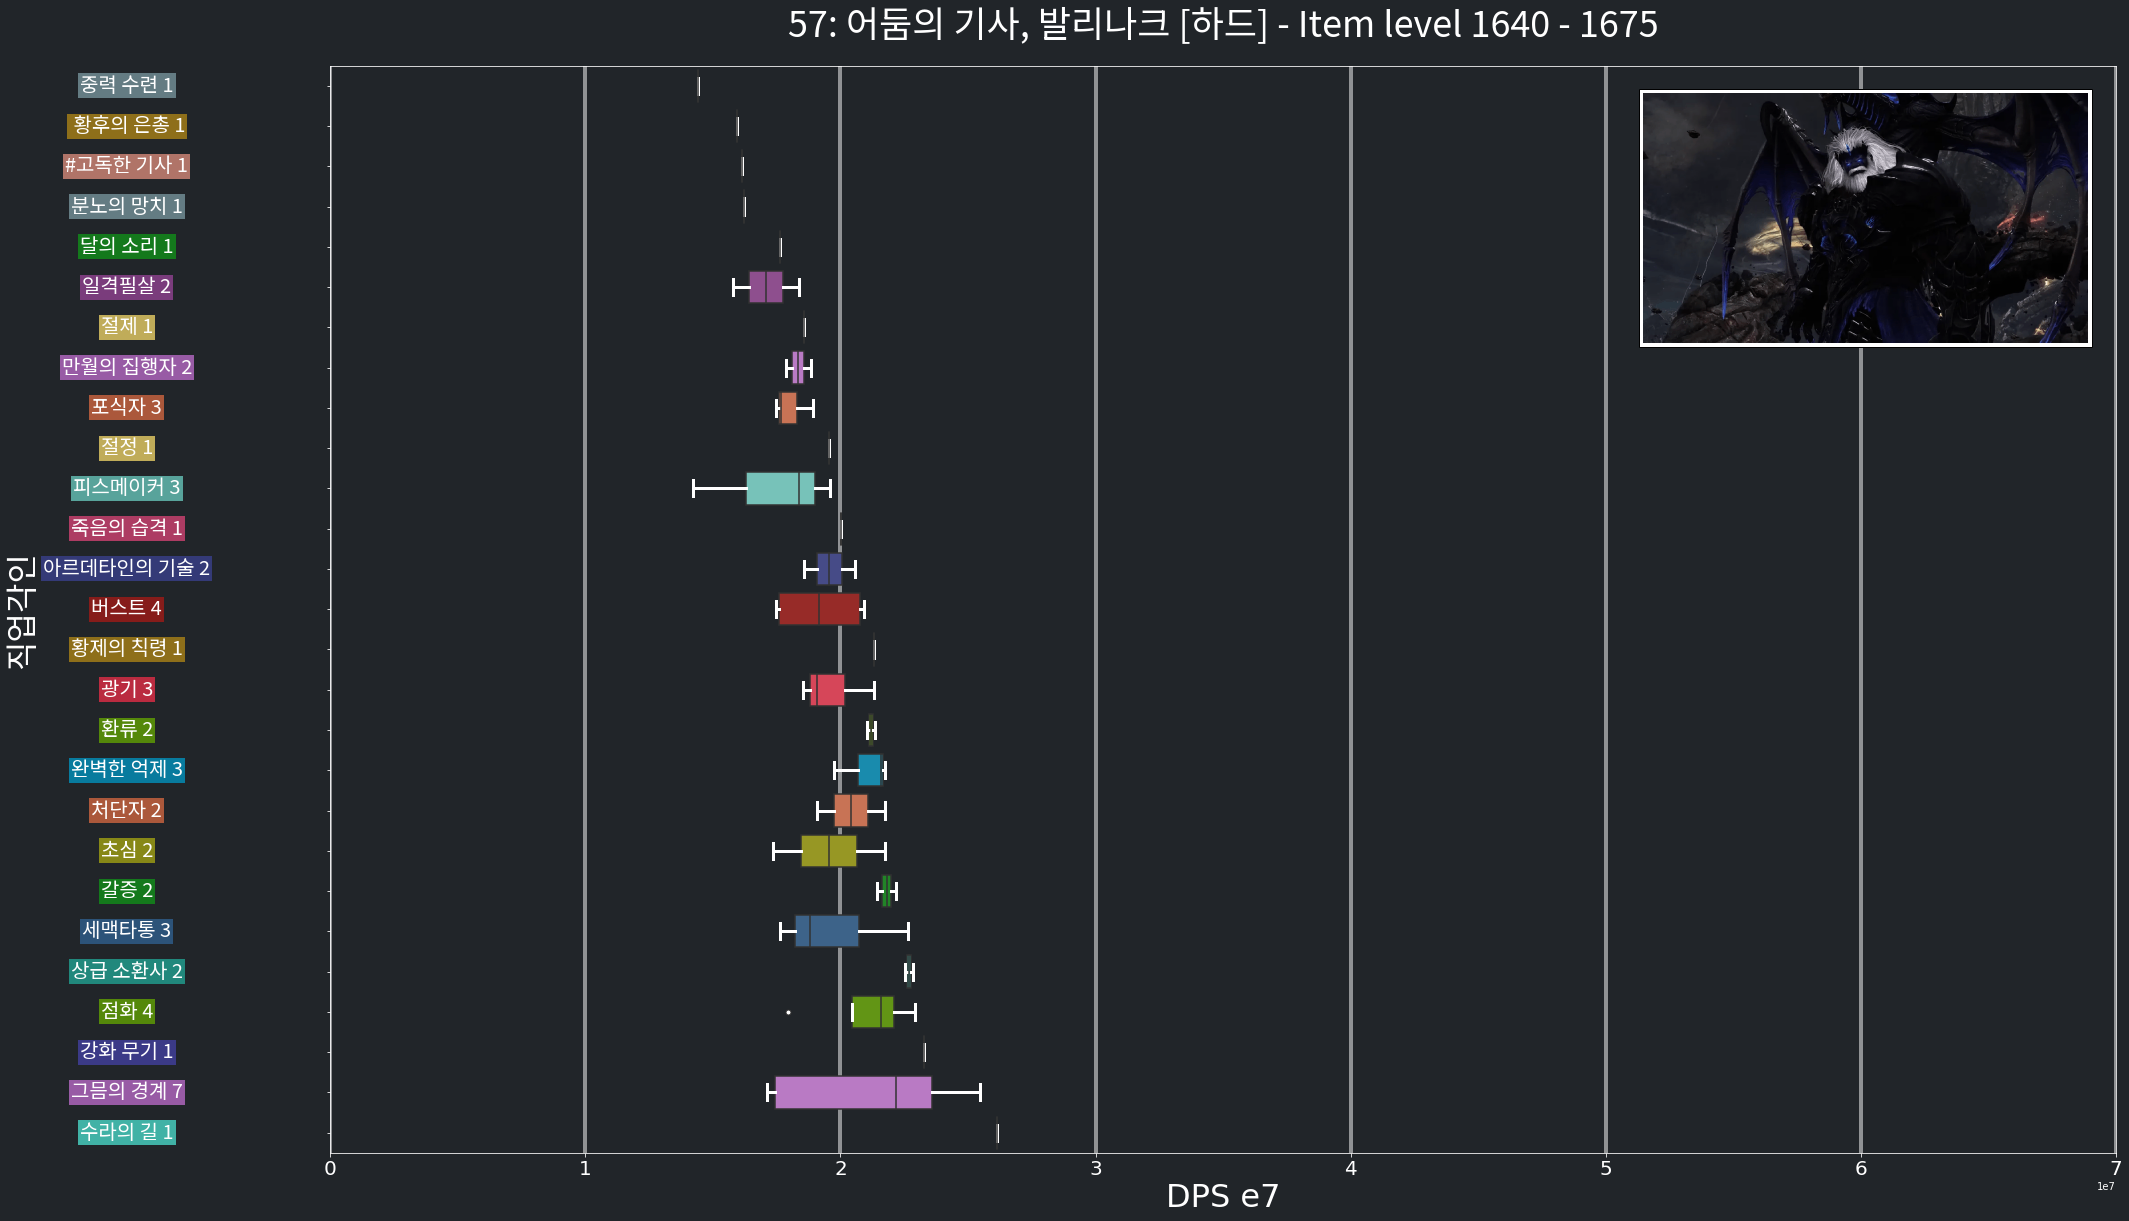 57: 어둠의 기사, 발리나크 [하드] - Item level 1640 - 1675
중력 수련 1
황후의 은총 1
#고독한 기사 1
분노의 망치 1
달의 소리 1
일격필살 2
절제 1
만월의 집행자 2
포식자 3
절정 1
피스메이커 3
죽음의 습격 1
아르데타인의 기술 2
버스트 4
황제의 칙령 1
광기 3
환류 2
완벽한 억제 3
처단자 2
초심 2
갈증 2
세맥타통 3
상급 소환사 2
점화 4
강화 무기 1
그믐의 경계 7
수라의 길 1
직업각인
0 1 2 3 4 5 6 7
1e7
DPS e7